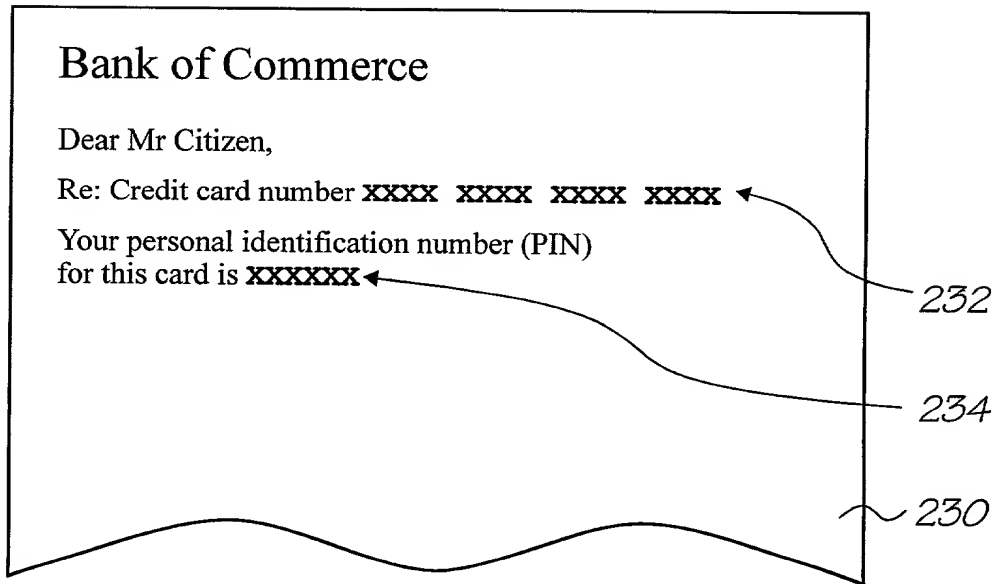 Bank of Commerce
Dear Mr Citizen,
Re: Credit card number xxxx xxxx xxxx xxxx
Your personal identification number (PIN)
for this card is xxxxxx
232
234
230